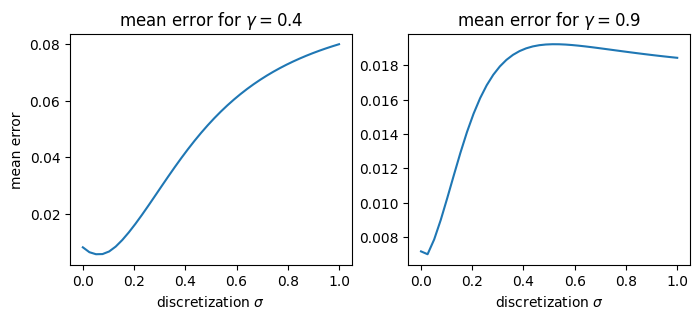 mean error for γ = 0.4
mean error
0.08
0.06
0.04
0.02
0.0 0.2 0.4 0.6 0.8 1.0
discretization σ
mean error for γ = 0.9
0.018
0.016
0.014
0.012
0.010
0.008
0.0 0.2 0.4 0.6 0.8 1.0
discretization σ